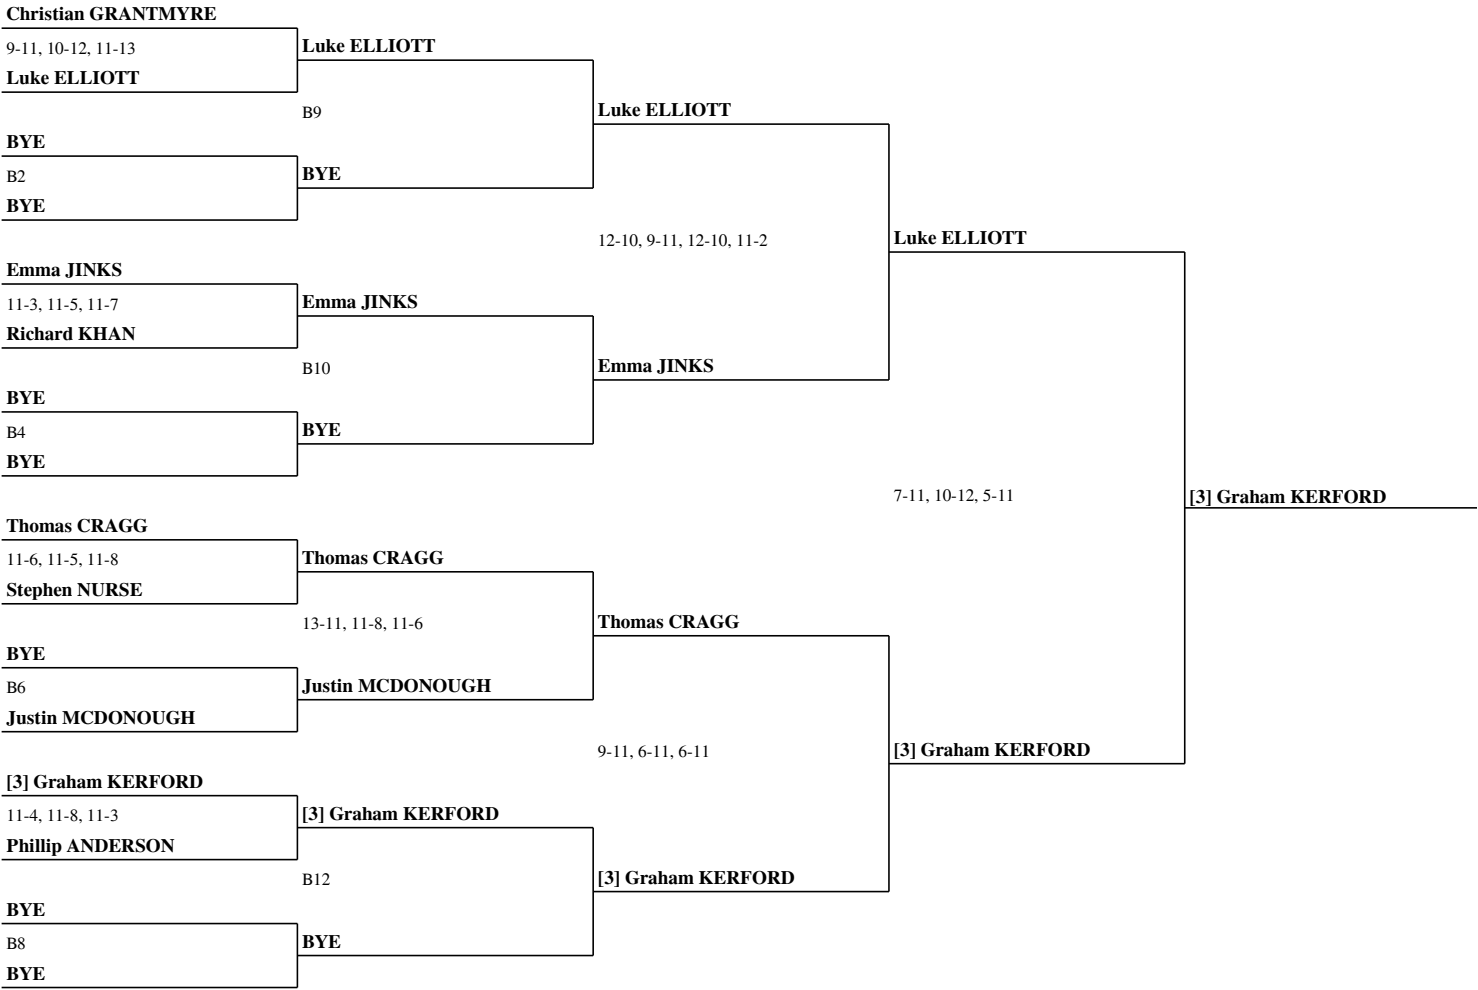 Christian GRANTMYRE
9-11, 10-12, 11-13
Luke ELLIOTT
BYE
B2
BYE
Emma JINKS
11-3, 11-5, 11-7
Richard KHAN
BYE
B4
BYE
Thomas CRAGG
11-6, 11-5, 11-8
Stephen NURSE
BYE
B6
Justin MCDONOUGH
[3] Graham KERFORD
11-4, 11-8, 11-3
Phillip ANDERSON
BYE
B8
BYE
Luke ELLIOTT
B9
BYE
Emma JINKS
B10
BYE
Thomas CRAGG
13-11, 11-8, 11-6
Justin MCDONOUGH
[3] Graham KERFORD
B12
BYE
Luke ELLIOTT
12-10, 9-11, 12-10, 11-2
Emma JINKS
Thomas CRAGG
9-11, 6-11, 6-11
[3] Graham KERFORD
Luke ELLIOTT
7-11, 10-12, 5-11
[3] Graham KERFORD
[3] Graham KERFORD